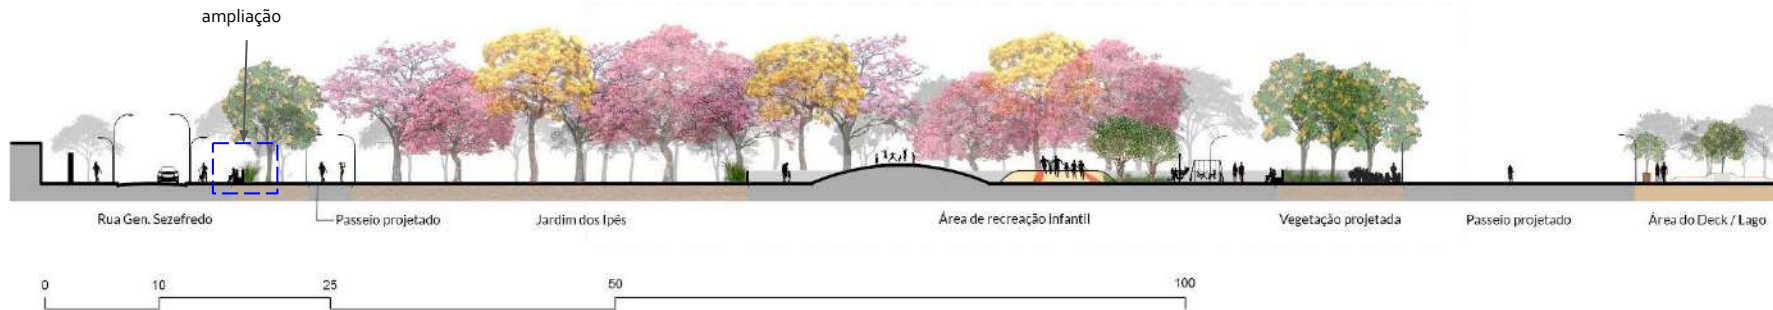 ampliação
Rua Gen. Sezefredo
Passeio projetado
Jardim dos Ipês
Área de recreação infantil
Vegetação projetada
Passeio projetado
Área do Deck / Lago
0
10
25
50
100